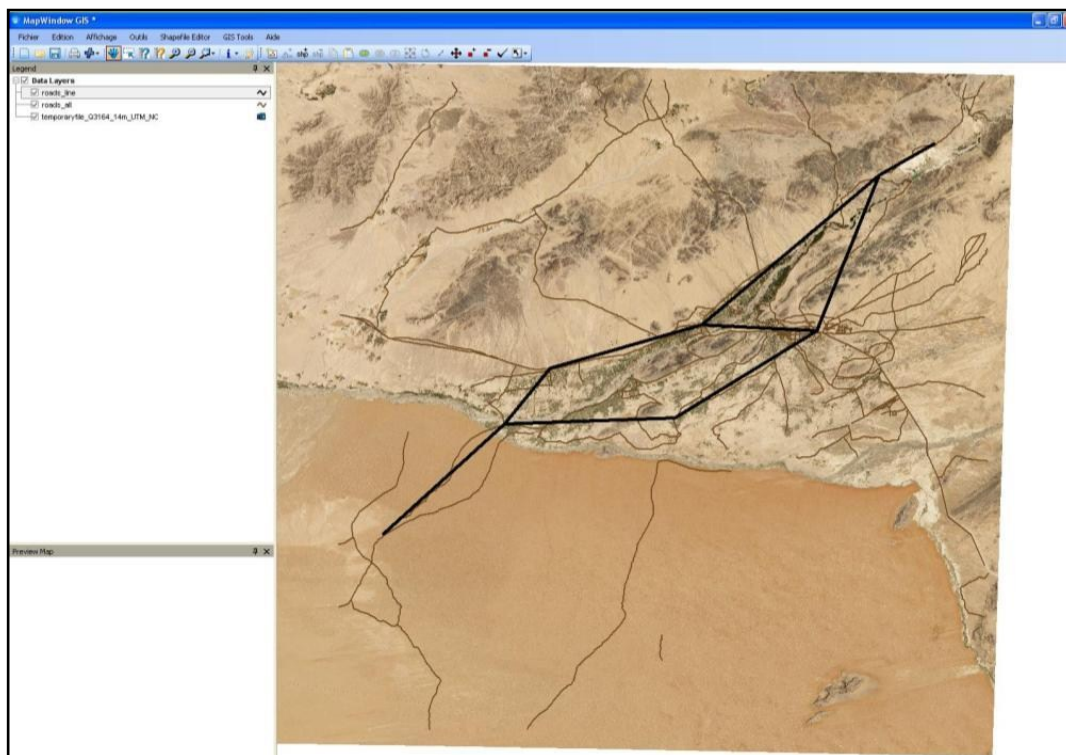 MapWindow GIS *
Fichier Edition Affichage Outils Shapefile Editor GIS Tools Aide
shp
Legend
Data Layers
roads_line
roads_all
temporaryfile_Q3164_14m_UTM_NC
Preview Map